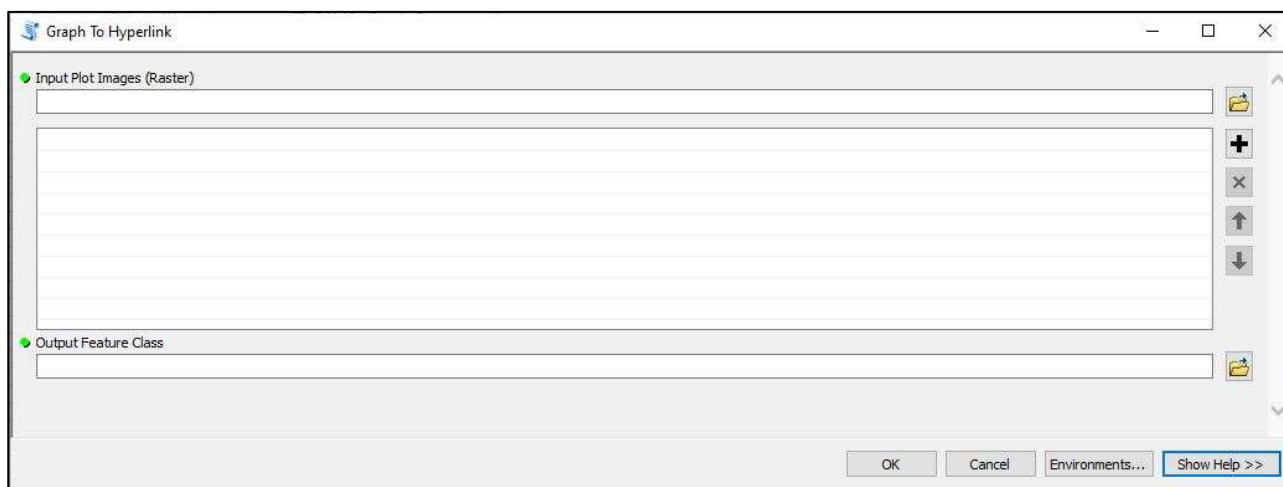 Graph To Hyperlink
Input Plot Images (Raster)
Output Feature Class
OK Cancel Environments... Show Help >>